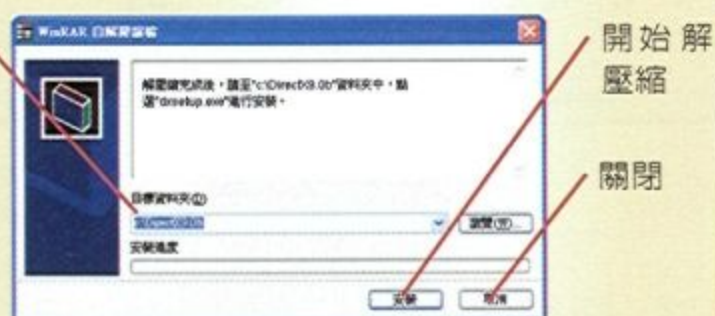 WinRAR 自解壓縮檔
解壓縮完成後，請至"c:\DirectX9.0b"資料夾中，點
選"dxsetup.exe"進行安裝。
目標資料夾(D)
c:\DirectX9.0b
瀏覽(W)...
安裝進度
安裝
取消
開始解
壓縮
關閉